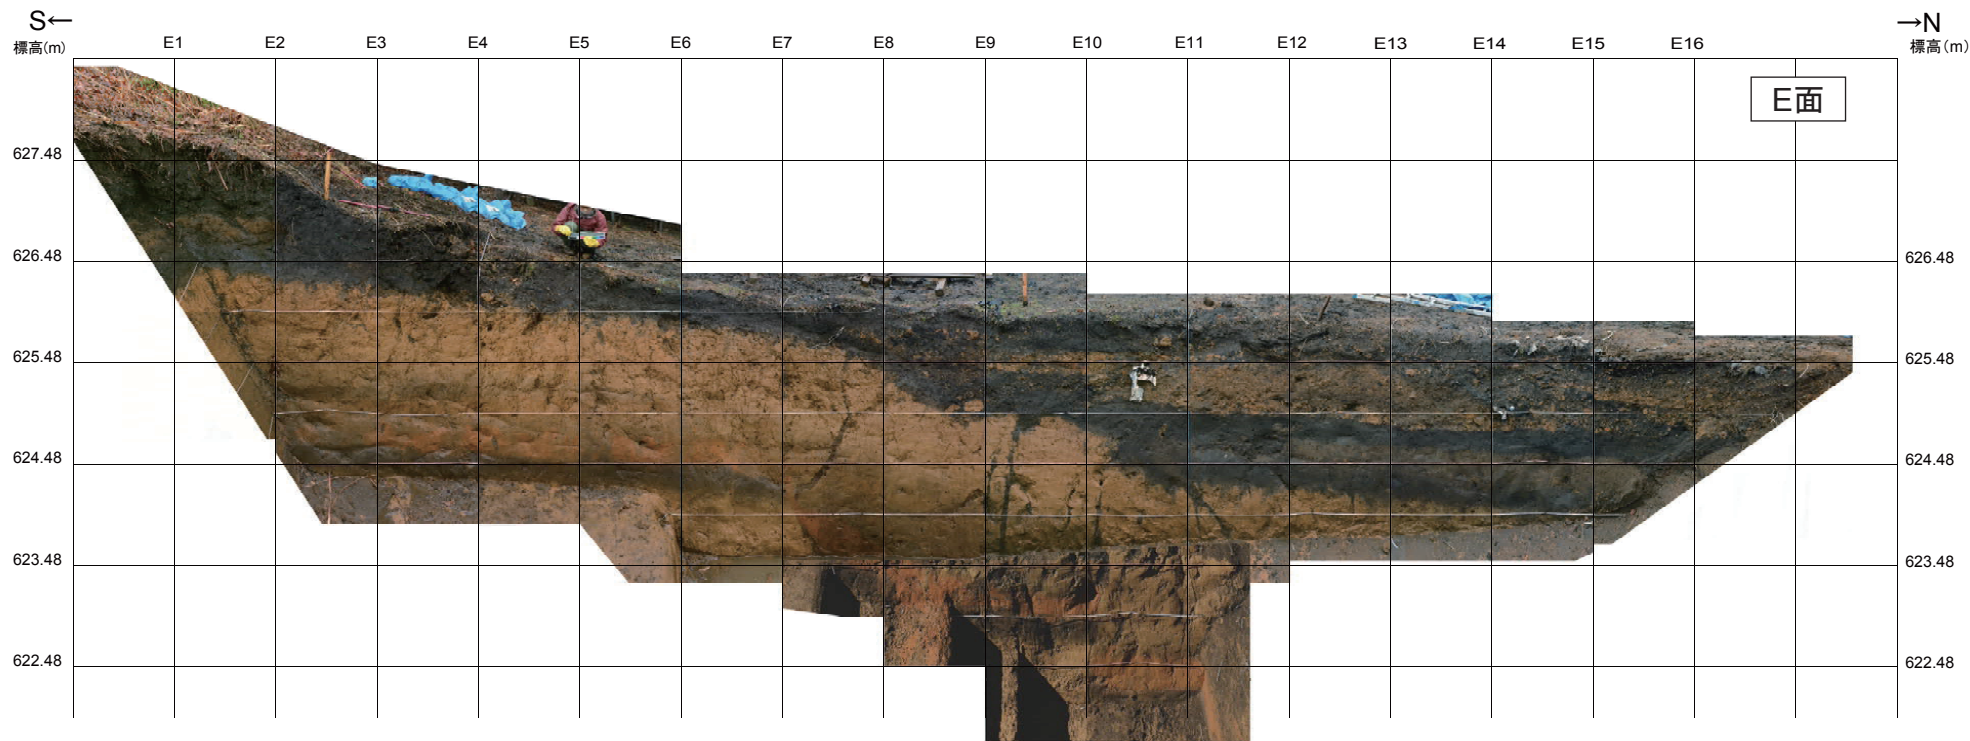 S← →N
標高(m) E1 E2 E3 E4 E5 E6 E7 E8 E9 E10 E11 E12 E13 E14 E15 E16 標高(m)
E面
627.48
626.48 626.48
625.48 625.48
624.48 624.48
623.48 623.48
622.48 622.48